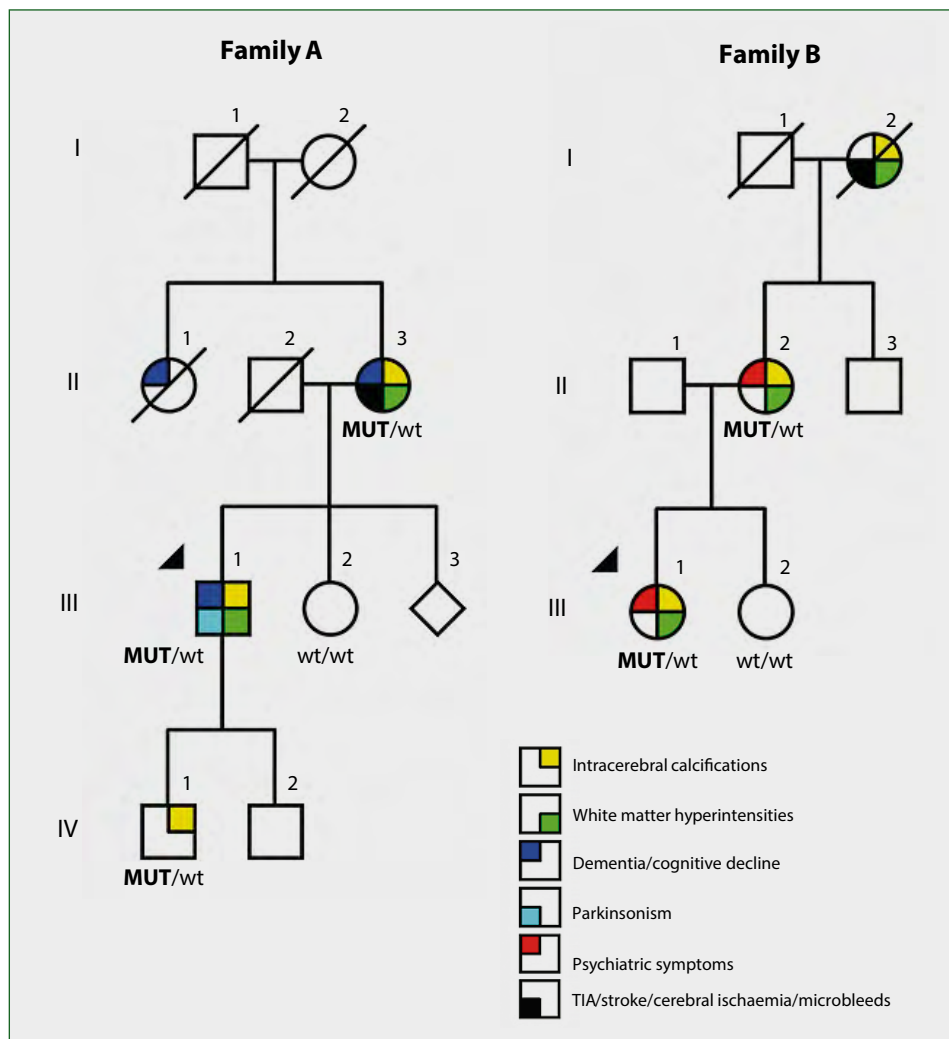 Family A
Family B
1
2
1
2
I
I
1
2
3
1
2
3
II
II
MUT/wt
MUT/wt
1
2
3
1
2
III
III
MUT/wt
wt/wt
MUT/wt
wt/wt
1
2
IV
MUT/wt
Intracerebral calcifications
White matter hyperintensities
Dementia/cognitive decline
Parkinsonism
Psychiatric symptoms
TIA/stroke/cerebral ischaemia/microbleeds